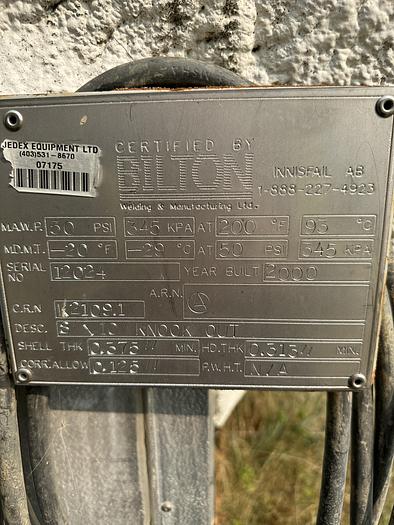 JEDEX EQUIPMENT LTD
(403)531-8670
07175
CERTIFIED BY
BILTON
Welding & Manufacturing Ltd.
INNISFAIL AB
1-888-227-4923
M.A.W.P. 50 PSI 345 KPA AT 200 °F 93 °C
M.D.M.T. -20 °F -29 °C AT 50 PSI 345 KPA
SERIAL NO 12024 YEAR BUILT 2000
A.R.N. A
C.R.N K2109.1
DESC. 8 X 10 KNOCK OUT
SHELL THK 0.375" MIN. HD.THK 0.313" MIN.
CORR.ALLOW 0.125" P.W.H.T. N/A